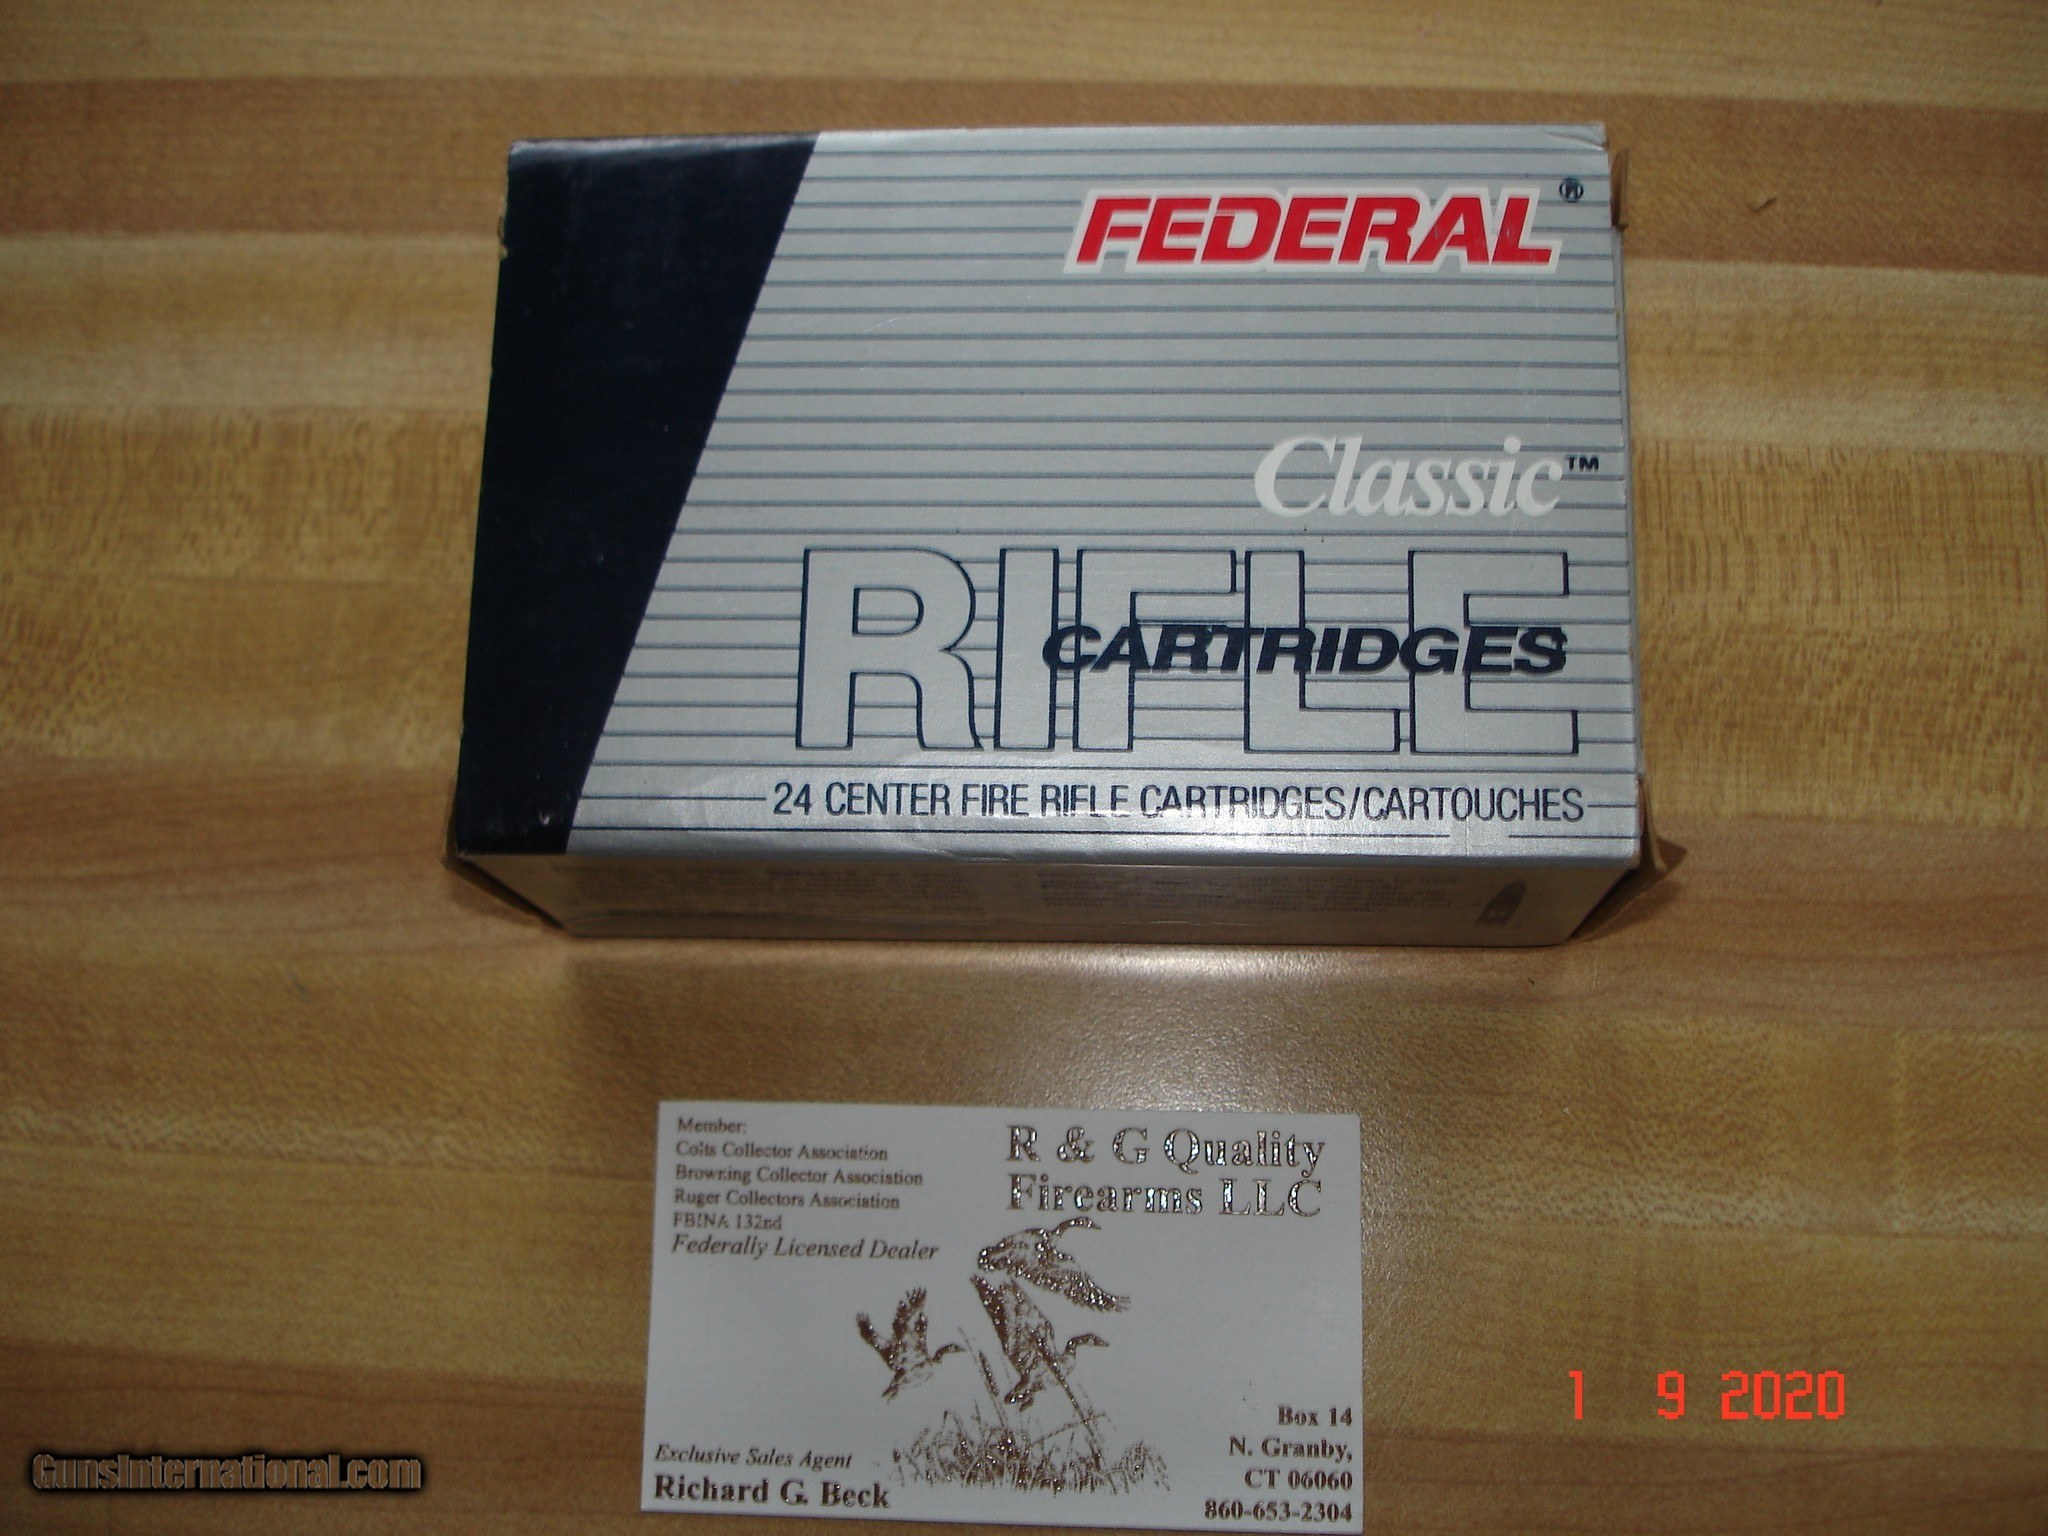 FEDERAL®
Classic™
RIFLE
CARTRIDGES
24 CENTER FIRE RIFLE CARTRIDGES/CARTOUCHES
Member:
Colts Collector Association
Browning Collector Association
Ruger Collectors Association
FBINA 132nd
Federally Licensed Dealer
R & G Quality
Firearms LLC
Exclusive Sales Agent
Richard G. Beck
Box 14
N. Granby,
CT 06060
860-653-2304
1 9 2020
GunsInternational.com